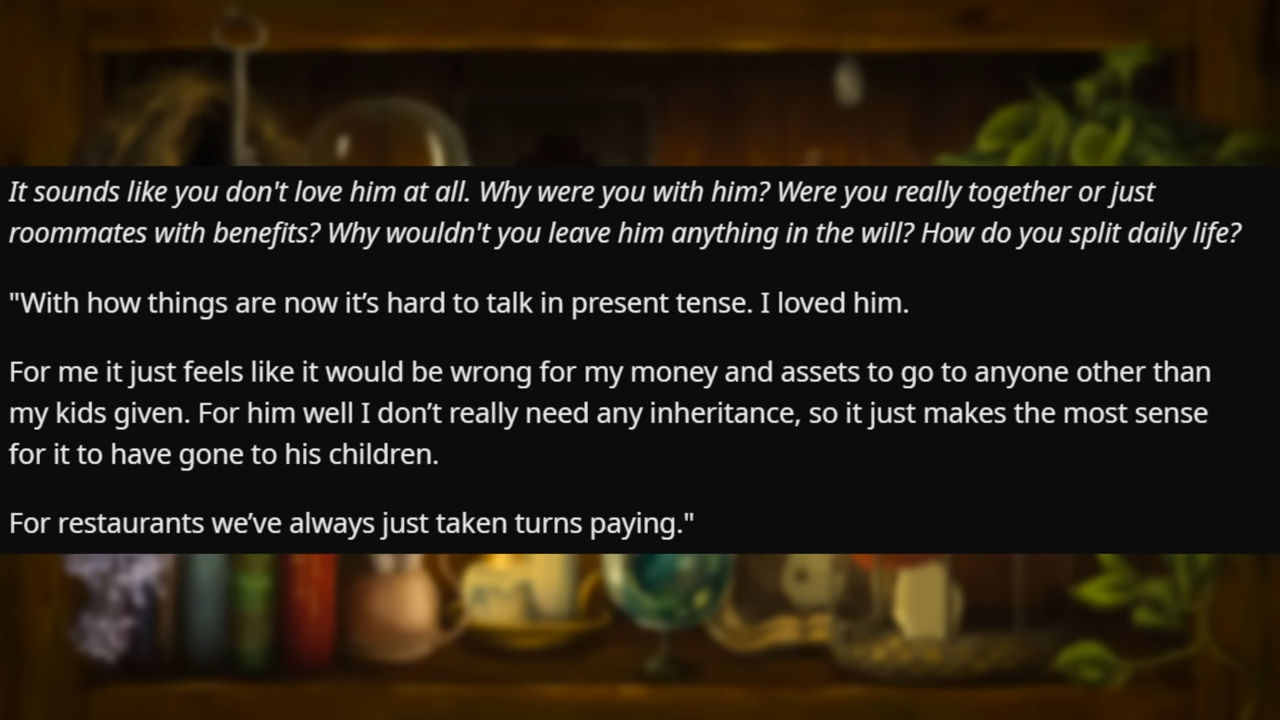 It sounds like you don't love him at all. Why were you with him? Were you really together or just
roommates with benefits? Why wouldn't you leave him anything in the will? How do you split daily life?
"With how things are now it’s hard to talk in present tense. I loved him.
For me it just feels like it would be wrong for my money and assets to go to anyone other than
my kids given. For him well I don’t really need any inheritance, so it just makes the most sense
for it to have gone to his children.
For restaurants we’ve always just taken turns paying."